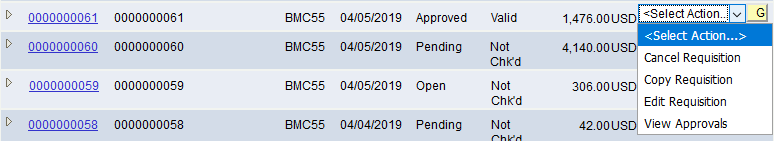 0000000061 0000000061 BMC55 04/05/2019 Approved Valid 1,476.00USD <Select Action.. G
<Select Action...>
0000000060 0000000060 BMC55 04/05/2019 Pending Not Chk'd 4,140.00USD
Cancel Requisition
Copy Requisition
0000000059 0000000059 BMC55 04/05/2019 Open Not Chk'd 306.00USD
Edit Requisition
0000000058 0000000058 BMC55 04/04/2019 Pending Not Chk'd 42.00USD
View Approvals